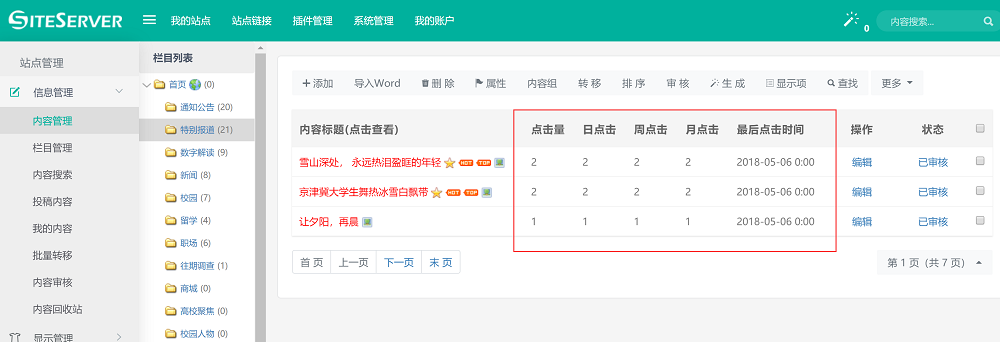 SITESERVER 我的站点 站点链接 插件管理 系统管理 我的账户 0 内容搜索...
站点管理
信息管理
内容管理
栏目管理
内容搜索
投稿内容
我的内容
批量转移
内容审核
内容回收站
显示管理
栏目列表
首页 (0)
通知公告 (20)
特别报道 (21)
数字解读 (9)
新闻 (8)
校园 (7)
留学 (4)
职场 (6)
往期调查 (1)
商城 (0)
高校聚焦 (0)
校园人物 (0)
添加 导入Word 删 除 属性 内容组 转 移 排 序 审 核 生 成 显示项 查找 更多
内容标题(点击查看) 点击量 日点击 周点击 月点击 最后点击时间 操作 状态
雪山深处， 永远热泪盈眶的年轻 HOT TOP 2 2 2 2 2018-05-06 0:00 编辑 已审核
京津冀大学生舞热冰雪白飘带 HOT TOP 2 2 2 2 2018-05-06 0:00 编辑 已审核
让夕阳，再晨 1 1 1 1 2018-05-06 0:00 编辑 已审核
首 页 上一页 下一页 末 页 第 1 页（共 7 页）